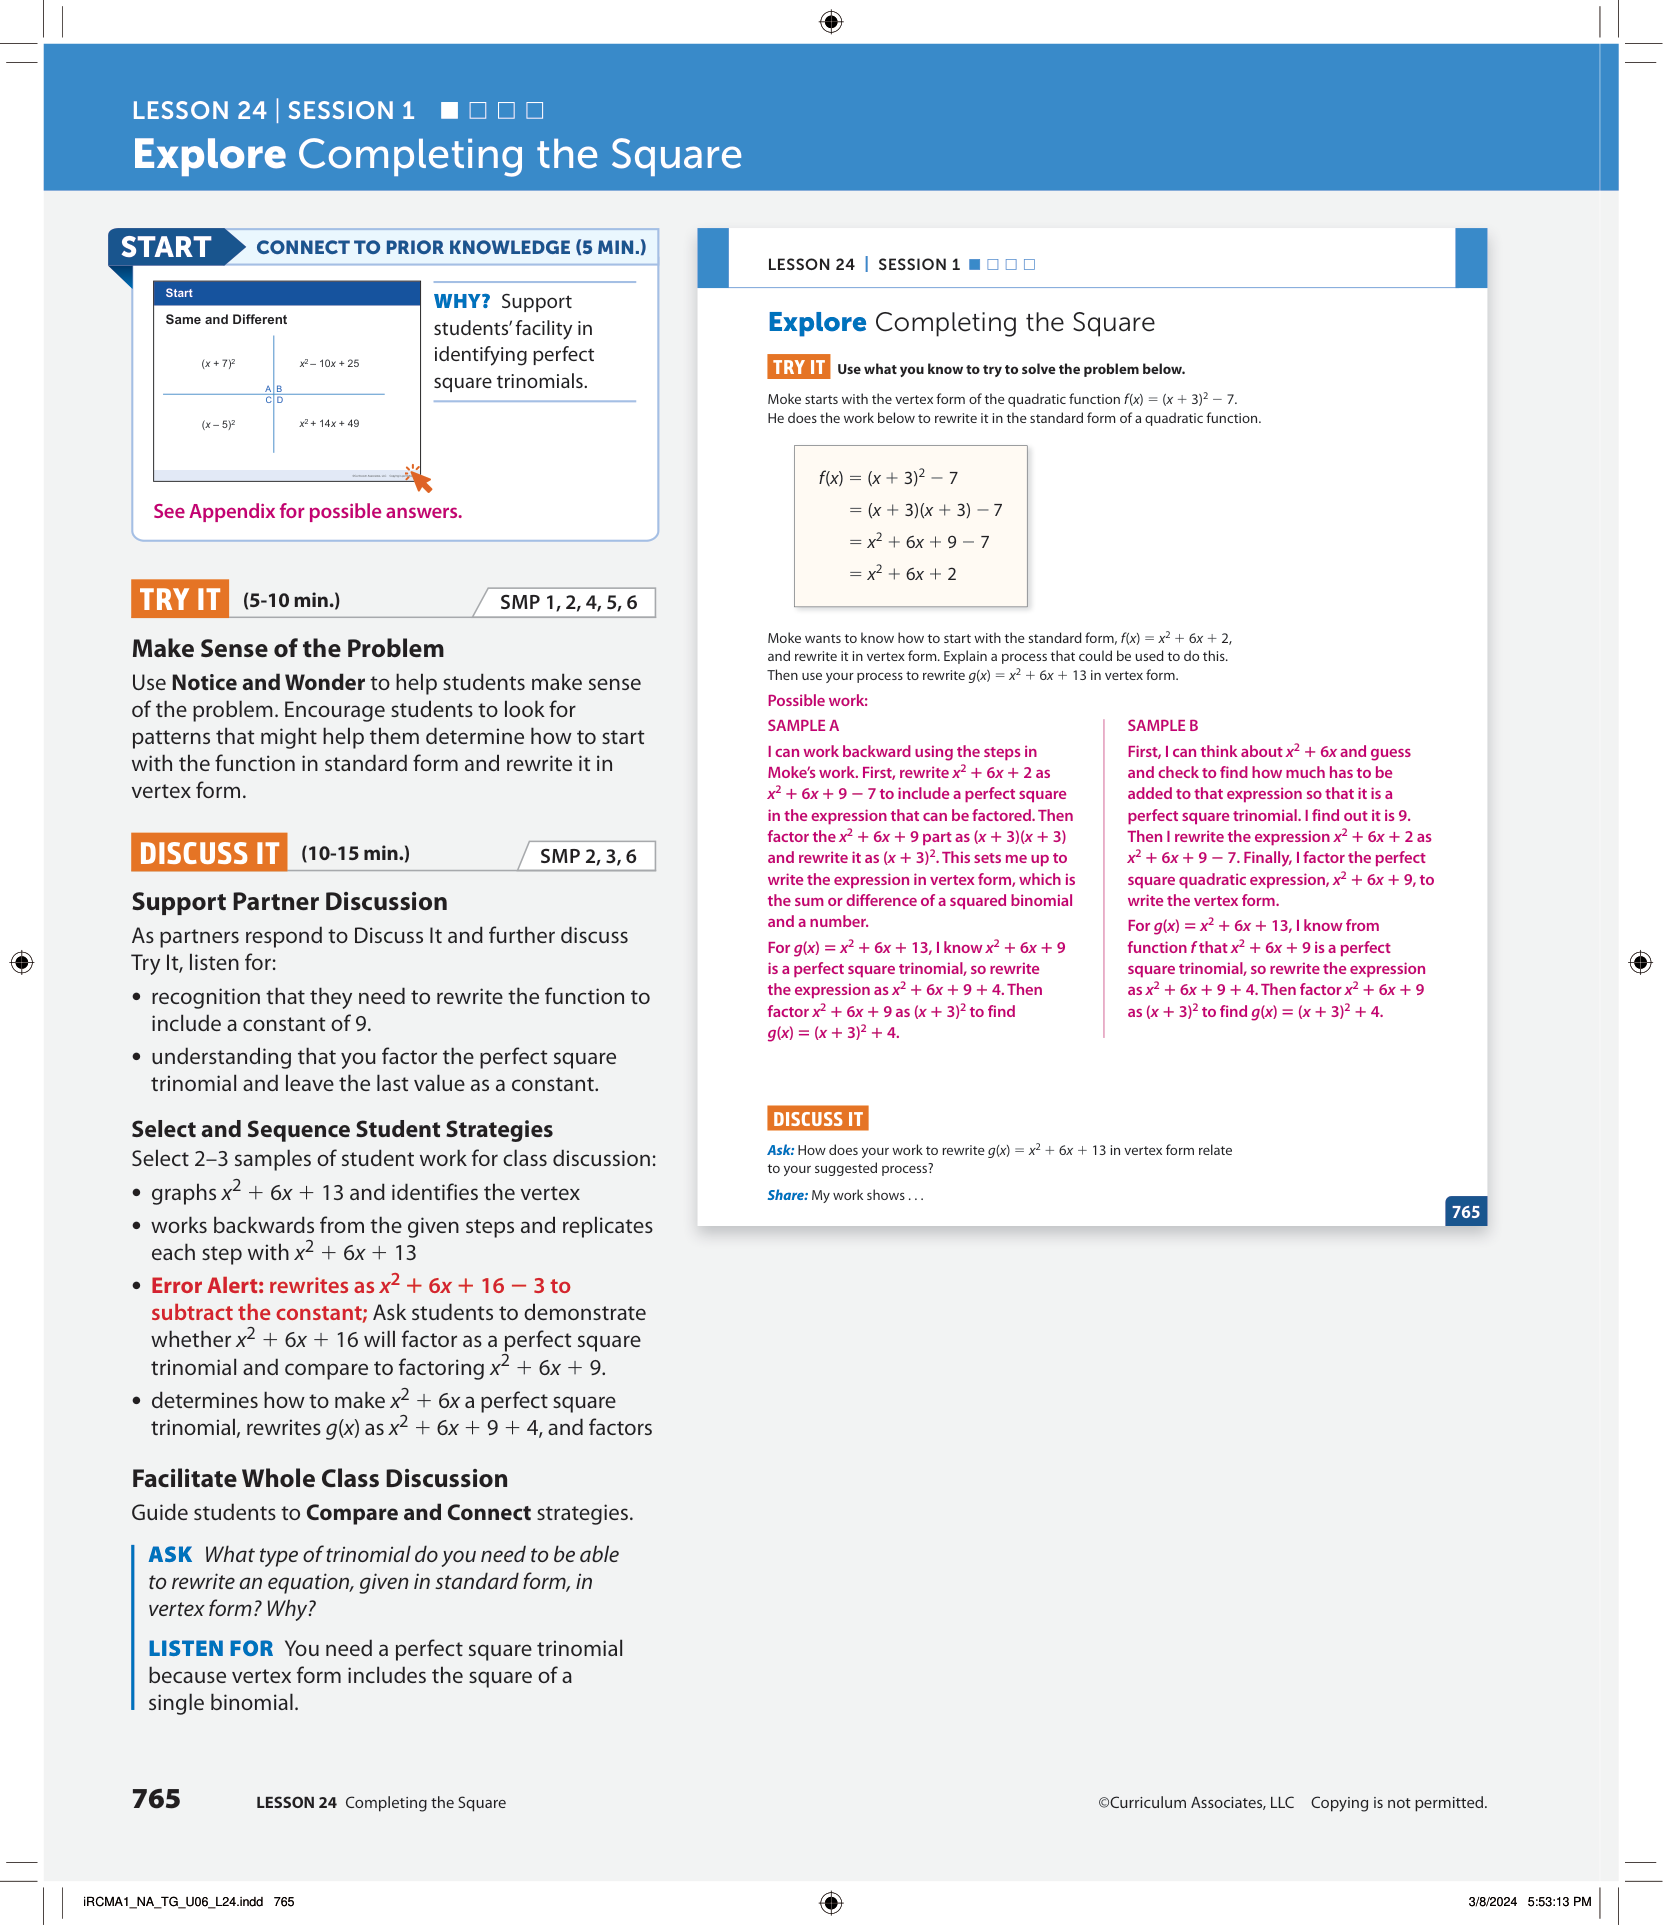 LESSON 24 | SESSION 1 ■ □ □ □
Explore Completing the Square
START CONNECT TO PRIOR KNOWLEDGE (5 MIN.)
Start
Same and Different
(x + 7)² x² – 10x + 25
A B
C D
(x – 5)² x² + 14x + 49
WHY? Support
students’ facility in
identifying perfect
square trinomials.
See Appendix for possible answers.
TRY IT (5-10 min.) SMP 1, 2, 4, 5, 6
Make Sense of the Problem
Use Notice and Wonder to help students make sense
of the problem. Encourage students to look for
patterns that might help them determine how to start
with the function in standard form and rewrite it in
vertex form.
DISCUSS IT (10-15 min.) SMP 2, 3, 6
Support Partner Discussion
As partners respond to Discuss It and further discuss
Try It, listen for:
• recognition that they need to rewrite the function to
include a constant of 9.
• understanding that you factor the perfect square
trinomial and leave the last value as a constant.
Select and Sequence Student Strategies
Select 2–3 samples of student work for class discussion:
• graphs x² + 6x + 13 and identifies the vertex
• works backwards from the given steps and replicates
each step with x² + 6x + 13
• Error Alert: rewrites as x² + 6x + 16 − 3 to
subtract the constant; Ask students to demonstrate
whether x² + 6x + 16 will factor as a perfect square
trinomial and compare to factoring x² + 6x + 9.
• determines how to make x² + 6x a perfect square
trinomial, rewrites g(x) as x² + 6x + 9 + 4, and factors
Facilitate Whole Class Discussion
Guide students to Compare and Connect strategies.
ASK What type of trinomial do you need to be able
to rewrite an equation, given in standard form, in
vertex form? Why?
LISTEN FOR You need a perfect square trinomial
because vertex form includes the square of a
single binomial.
LESSON 24 | SESSION 1 ■ □ □ □
Explore Completing the Square
TRY IT Use what you know to try to solve the problem below.
Moke starts with the vertex form of the quadratic function f(x) = (x + 3)² − 7.
He does the work below to rewrite it in the standard form of a quadratic function.
f(x) = (x + 3)² − 7
= (x + 3)(x + 3) − 7
= x² + 6x + 9 − 7
= x² + 6x + 2
Moke wants to know how to start with the standard form, f(x) = x² + 6x + 2,
and rewrite it in vertex form. Explain a process that could be used to do this.
Then use your process to rewrite g(x) = x² + 6x + 13 in vertex form.
Possible work:
SAMPLE A
I can work backward using the steps in
Moke’s work. First, rewrite x² + 6x + 2 as
x² + 6x + 9 − 7 to include a perfect square
in the expression that can be factored. Then
factor the x² + 6x + 9 part as (x + 3)(x + 3)
and rewrite it as (x + 3)². This sets me up to
write the expression in vertex form, which is
the sum or difference of a squared binomial
and a number.
For g(x) = x² + 6x + 13, I know x² + 6x + 9
is a perfect square trinomial, so rewrite
the expression as x² + 6x + 9 + 4. Then
factor x² + 6x + 9 as (x + 3)² to find
g(x) = (x + 3)² + 4.
SAMPLE B
First, I can think about x² + 6x and guess
and check to find how much has to be
added to that expression so that it is a
perfect square trinomial. I find out it is 9.
Then I rewrite the expression x² + 6x + 2 as
x² + 6x + 9 − 7. Finally, I factor the perfect
square quadratic expression, x² + 6x + 9, to
write the vertex form.
For g(x) = x² + 6x + 13, I know from
function f that x² + 6x + 9 is a perfect
square trinomial, so rewrite the expression
as x² + 6x + 9 + 4. Then factor x² + 6x + 9
as (x + 3)² to find g(x) = (x + 3)² + 4.
DISCUSS IT
Ask: How does your work to rewrite g(x) = x² + 6x + 13 in vertex form relate
to your suggested process?
Share: My work shows . . .
765
765 LESSON 24 Completing the Square ©Curriculum Associates, LLC Copying is not permitted.
iRCMA1_NA_TG_U06_L24.indd 765 3/8/2024 5:53:13 PM